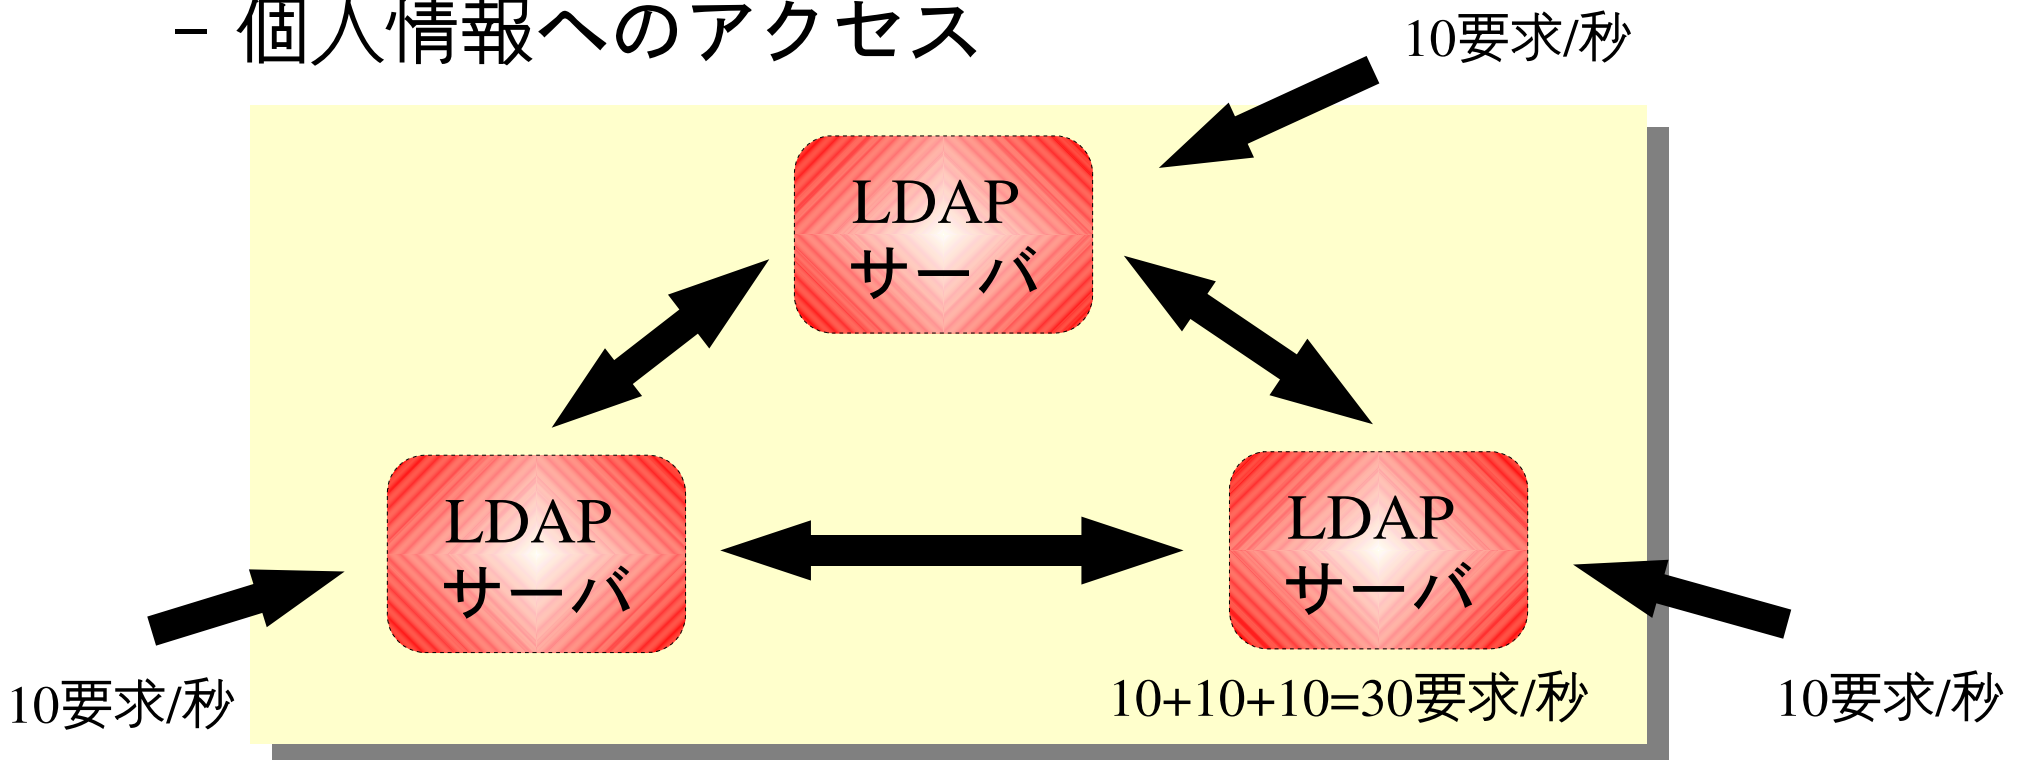 – 個人情報へのアクセス
10要求/秒
LDAP
サーバ
LDAP
サーバ
LDAP
サーバ
10要求/秒
10+10+10=30要求/秒
10要求/秒